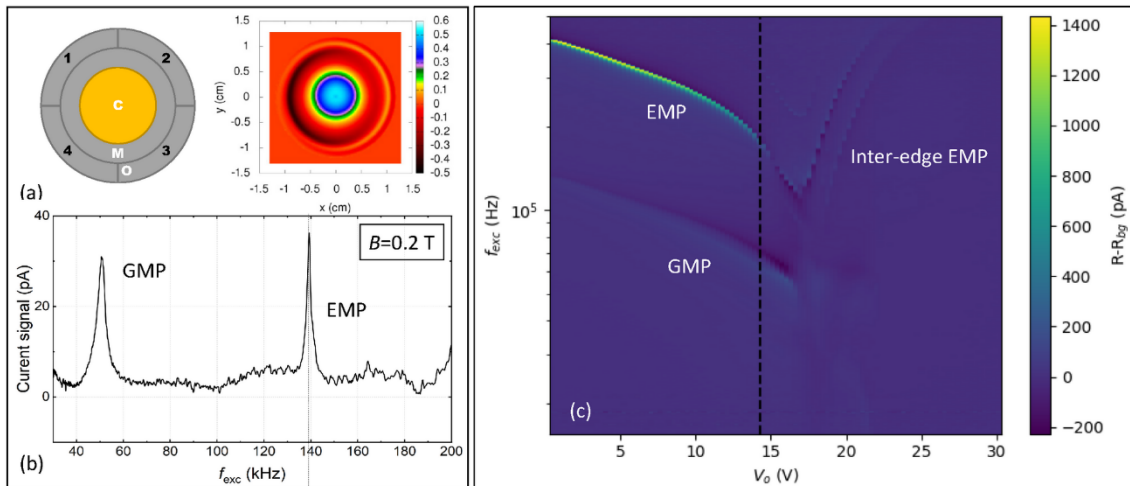 1
2
C
4
M
3
O
(a)
y (cm)
1.5
1
0.5
0
-0.5
-1
-1.5
-1.5 -1 -0.5 0 0.5 1 1.5
x (cm)
0.6
0.5
0.4
0.3
0.2
0.1
0
-0.1
-0.2
-0.3
-0.4
-0.5
Curent signal (pA)
40
20
0
B=0.2 T
GMP
EMP
(b)
40 60 80 100 120 140 160 180 200
fexc (kHz)
fexc (Hz)
10⁵
EMP
Inter-edge EMP
GMP
(c)
5 10 15 20 25 30
Vo (V)
1400
1200
1000
800
600
400
200
0
−200
R-Rbg (pA)